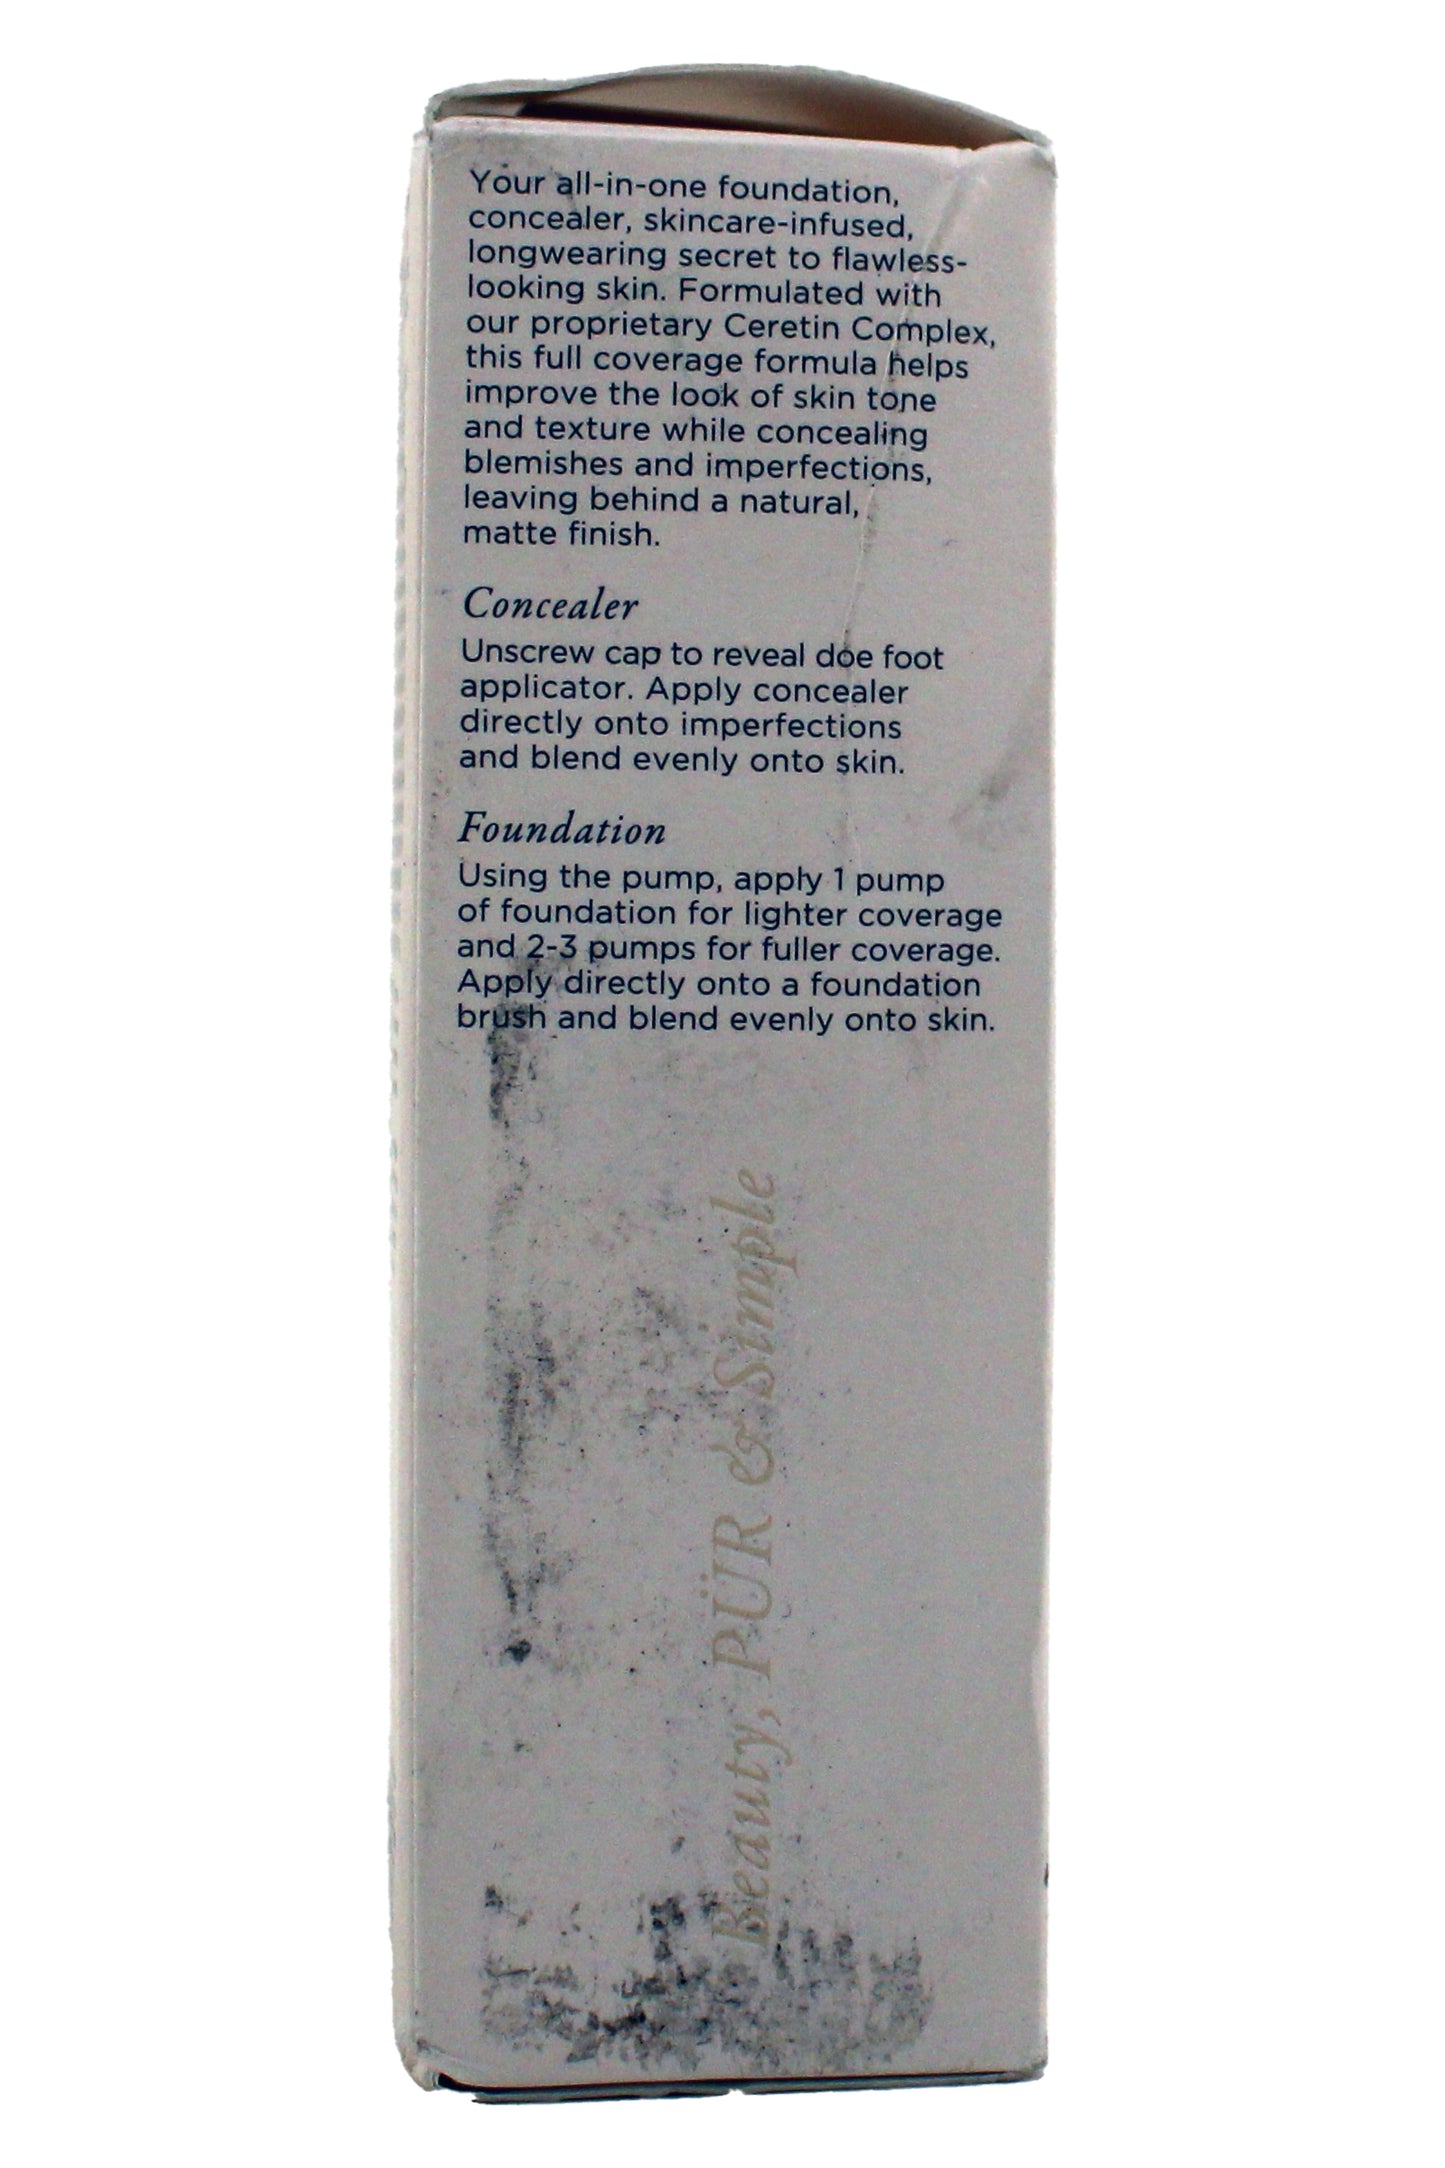 Your all-in-one foundation,
concealer, skincare-infused,
longwearing secret to flawless-
looking skin. Formulated with
our proprietary Ceretin Complex,
this full coverage formula helps
improve the look of skin tone
and texture while concealing
blemishes and imperfections,
leaving behind a natural,
matte finish.
Concealer
Unscrew cap to reveal doe foot
applicator. Apply concealer
directly onto imperfections
and blend evenly onto skin.
Foundation
Using the pump, apply 1 pump
of foundation for lighter coverage
and 2-3 pumps for fuller coverage.
Apply directly onto a foundation
brush and blend evenly onto skin.
Beauty, PÜR & Simple